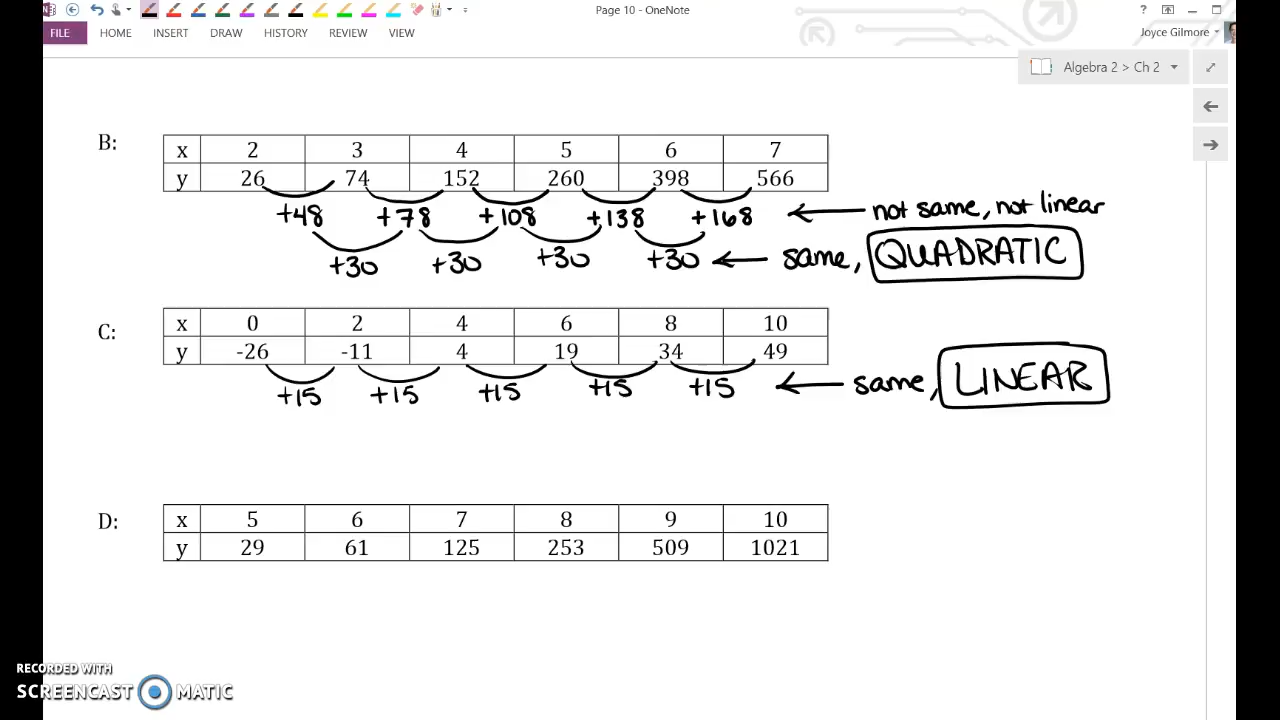 Page 10 - OneNote
?
FILE HOME INSERT DRAW HISTORY REVIEW VIEW
Joyce Gilmore
Algebra 2 > Ch 2
B:
x 2 3 4 5 6 7
y 26 74 152 260 398 566
+48 +78 +108 +138 +168 not same, not linear
+30 +30 +30 +30 same, QUADRATIC
C:
x 0 2 4 6 8 10
y -26 -11 4 19 34 49
+15 +15 +15 +15 +15 same, LINEAR
D:
x 5 6 7 8 9 10
y 29 61 125 253 509 1021
RECORDED WITH
SCREENCAST MATIC